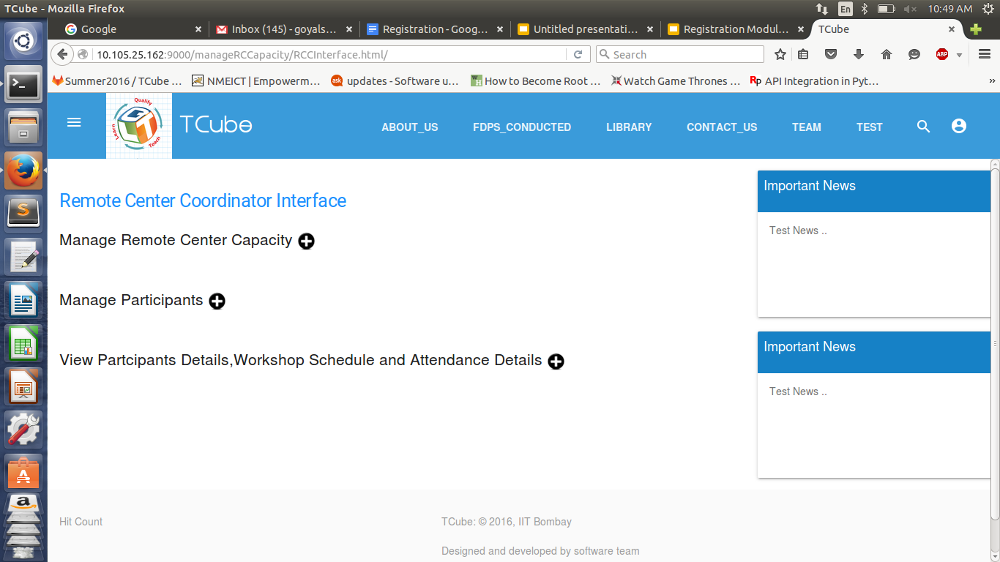 TCube - Mozilla Firefox
En
10:49 AM
Google
Inbox (145) - goyals...
Registration - Goog...
Untitled presentati...
Registration Modul...
TCube
10.105.25.162:9000/manageRCCapacity/RCCInterface.html/
Search
ABP
Summer2016 / TCube ...
NMEICT | Empowerm...
ask
updates - Software u...
W H
How to Become Root ...
Watch Game Thrones ...
Rp
API Integration in Pyt...
»
Qualify
Learn
Teach
TCube
ABOUT_US
FDPS_CONDUCTED
LIBRARY
CONTACT_US
TEAM
TEST
Remote Center Coordinator Interface
Manage Remote Center Capacity
Manage Participants
View Partcipants Details,Workshop Schedule and Attendance Details
Important News
Test News ..
Important News
Test News ..
Hit Count
TCube: © 2016, IIT Bombay
Designed and developed by software team